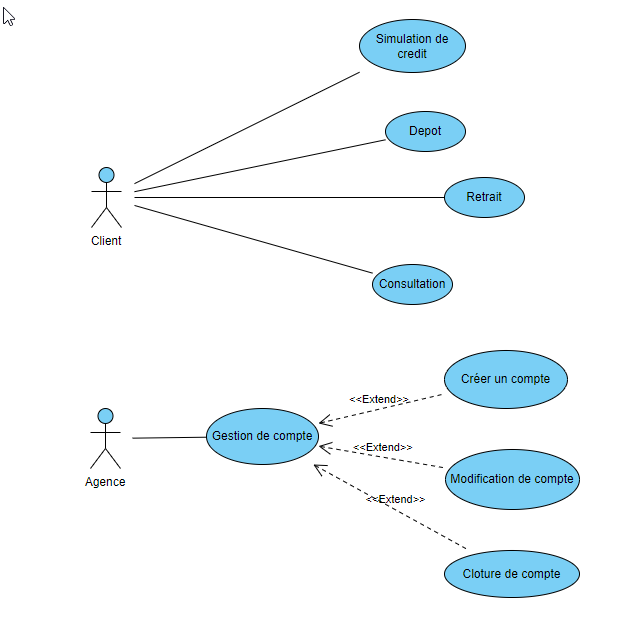 Simulation de
credit
Depot
Retrait
Client
Consultation
Créer un compte
<<Extend>>
Gestion de compte
<<Extend>>
Modification de compte
Agence
<<Extend>>
Cloture de compte